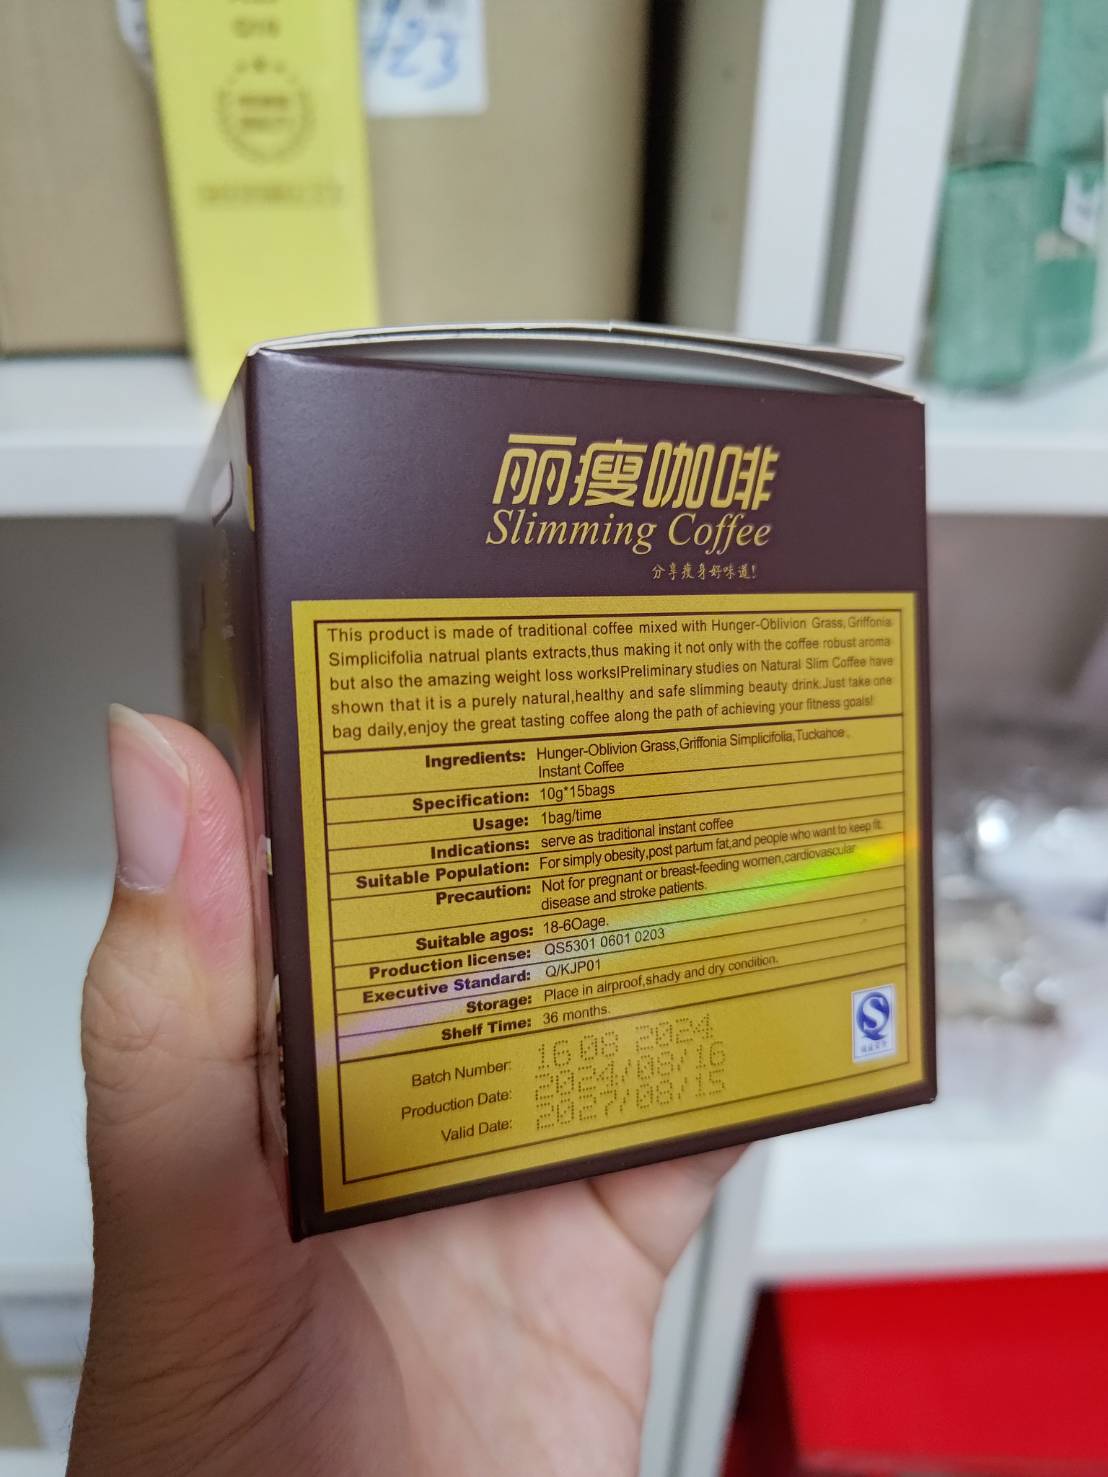 423
丽瘦咖啡
Slimming Coffee
分享瘦身好味道!
This product is made of traditional coffee mixed with Hunger-Oblivion Grass, Griffonia
Simplicifolia natrual plants extracts,thus making it not only with the coffee robust aroma
but also the amazing weight loss works!Preliminary studies on Natural Slim Coffee have
shown that it is a purely natural,healthy and safe slimming beauty drink.Just take one
bag daily,enjoy the great tasting coffee along the path of achieving your fitness goals!
Ingredients: Hunger-Oblivion Grass,Griffonia Simplicifolia,Tuckahoe、
Instant Coffee
Specification: 10g*15bags
Usage: 1bag/time
Indications: serve as traditional instant coffee
Suitable Population: For simply obesity,post partum fat,and people who want to keep fit.
Precaution: Not for pregnant or breast-feeding women,cardiovascular
disease and stroke patients.
Suitable agos: 18-60age.
Production license: QS5301 0601 0203
Executive Standard: Q/KJP01
Storage: Place in airproof,shady and dry condition.
Shelf Time: 36 months.
Batch Number: 16 08 2024
Production Date: 2024/08/16
Valid Date: 2027/08/15